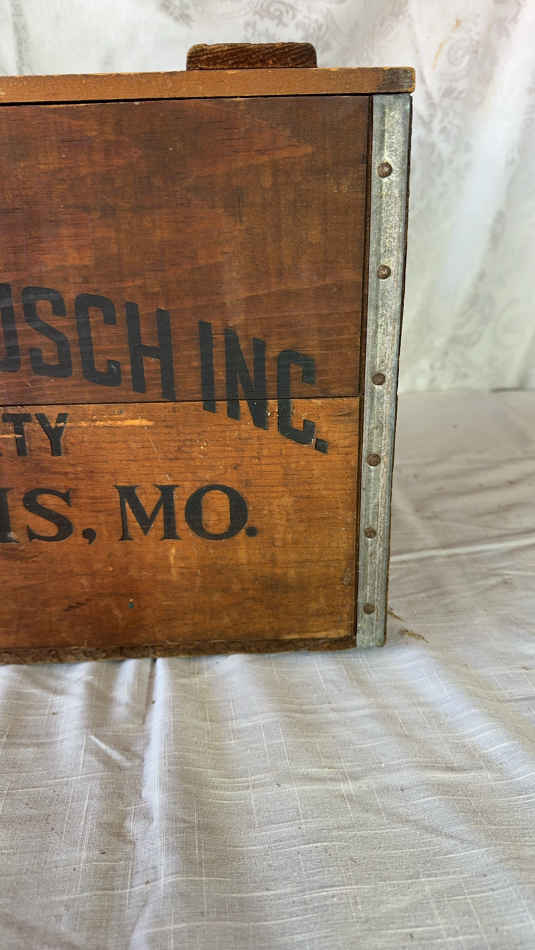 USCH INC.
TY
IS, MO.